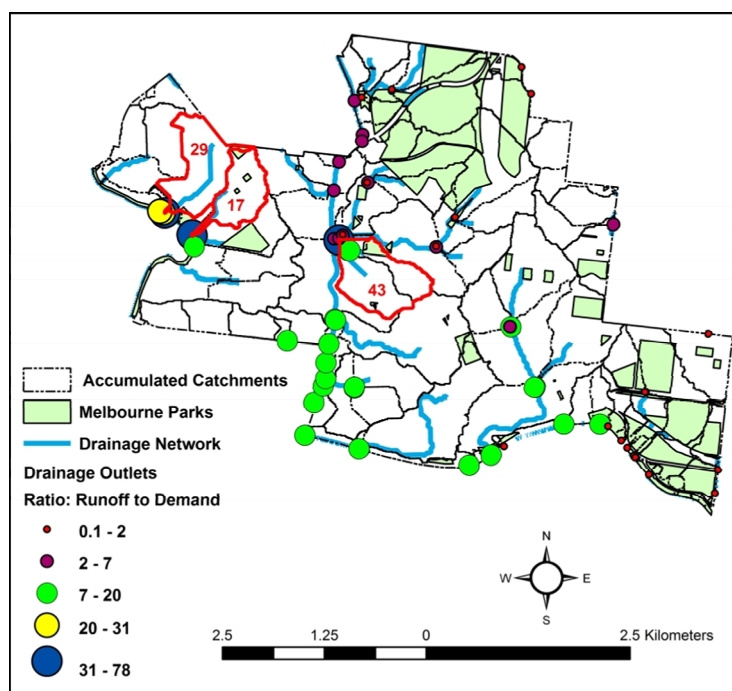 29
17
43
Accumulated Catchments
Melbourne Parks
Drainage Network
Drainage Outlets
Ratio: Runoff to Demand
0.1 - 2
2 - 7
7 - 20
20 - 31
31 - 78
N
W E
S
2.5 1.25 0 2.5 Kilometers